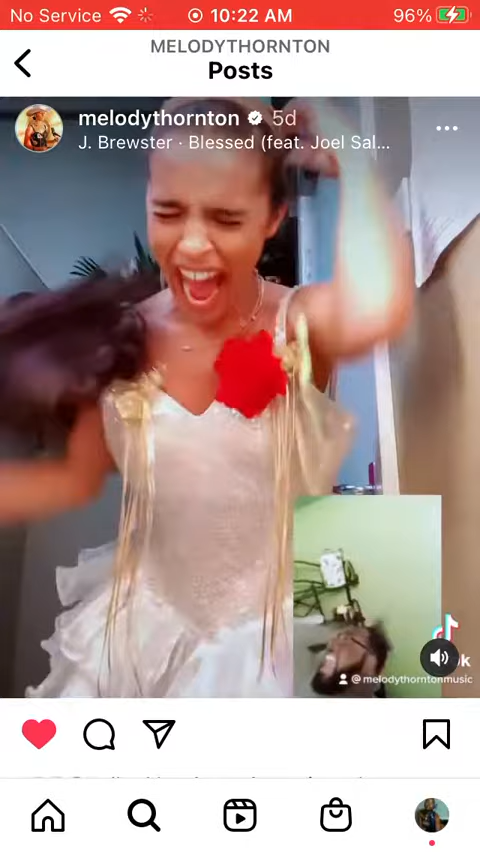 No Service
10:22 AM
96%
MELODYTHORNTON
Posts
melodythornton 5d
J. Brewster · Blessed (feat. Joel Sal...
k
@melodythorntonmusic